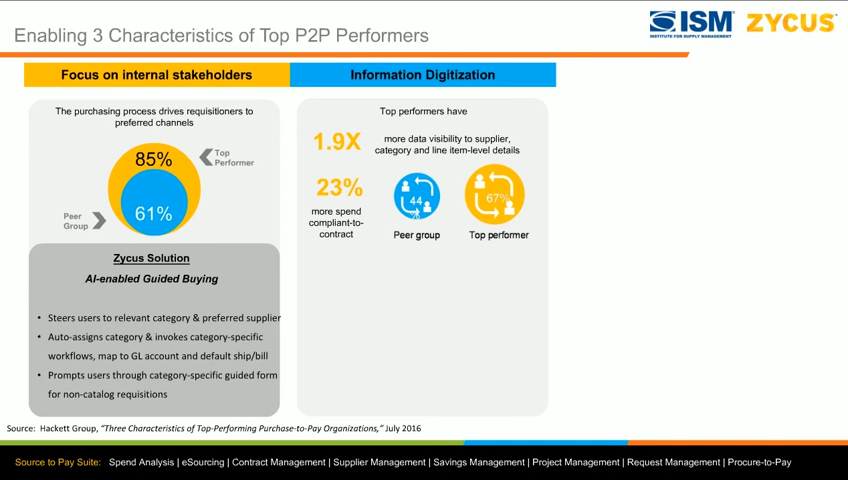 Enabling 3 Characteristics of Top P2P Performers
ISM
INSTITUTE FOR SUPPLY MANAGEMENT
ZYCUS
Focus on internal stakeholders
Information Digitization
The purchasing process drives requisitioners to
preferred channels
85%
Top
Performer
61%
Peer
Group
Zycus Solution
AI-enabled Guided Buying
• Steers users to relevant category & preferred supplier
• Auto-assigns category & invokes category-specific
workflows, map to GL account and default ship/bill
• Prompts users through category-specific guided form
for non-catalog requisitions
Top performers have
1.9X
more data visibility to supplier,
category and line item-level details
23%
more spend
compliant-to-
contract
44
%
Peer group
67%
Top performer
Source: Hackett Group, “Three Characteristics of Top-Performing Purchase-to-Pay Organizations,” July 2016
Source to Pay Suite: Spend Analysis | eSourcing | Contract Management | Supplier Management | Savings Management | Project Management | Request Management | Procure-to-Pay